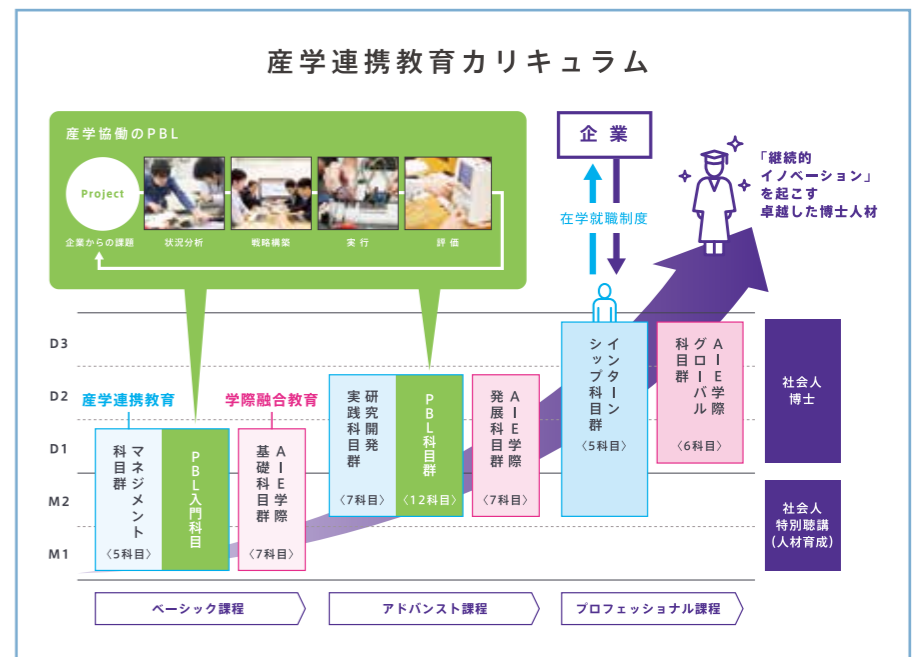 産学連携教育カリキュラム
産学協働のPBL
Project
企業からの課題
状況分析
戦略構築
実行
評価
企業
在学就職制度
「継続的
イノベーション」
を起こす
卓越した博士人材
D3
D2
D1
M2
M1
産学連携教育
学際融合教育
マネジメント
科目群
〈5科目〉
PBL入門科目
AIE学際
基礎科目群
〈7科目〉
研究開発
実践科目群
〈7科目〉
PBL科目群
〈12科目〉
AIE学際
発展科目群
〈7科目〉
インターン
シップ科目群
〈5科目〉
AIE学際
グローバル
科目群
〈6科目〉
社会人
博士
社会人
特別聴講
(人材育成)
ベーシック課程
アドバンスト課程
プロフェッショナル課程